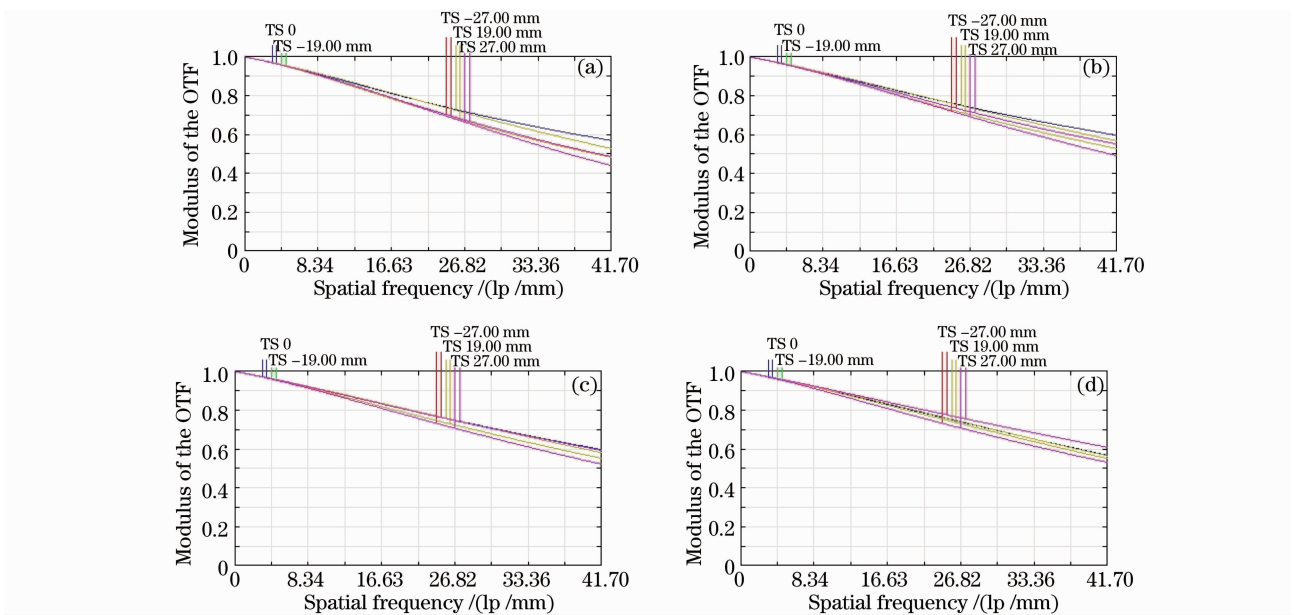 TS -27.00 mm
TS 0
TS 19.00 mm
TS -19.00 mm
TS 27.00 mm
(a)
1.0
0.8
0.6
0.4
0.2
0
Modulus of the OTF
0 8.34 16.63 26.82 33.36 41.70
Spatial frequency /(lp /mm)
TS -27.00 mm
TS 0
TS 19.00 mm
TS -19.00 mm
TS 27.00 mm
(b)
1.0
0.8
0.6
0.4
0.2
0
Modulus of the OTF
0 8.34 16.63 26.82 33.36 41.70
Spatial frequency /(lp /mm)
TS -27.00 mm
TS 0
TS 19.00 mm
TS -19.00 mm
TS 27.00 mm
(c)
1.0
0.8
0.6
0.4
0.2
0
Modulus of the OTF
0 8.34 16.63 26.82 33.36 41.70
Spatial frequency /(lp /mm)
TS -27.00 mm
TS 0
TS 19.00 mm
TS -19.00 mm
TS 27.00 mm
(d)
1.0
0.8
0.6
0.4
0.2
0
Modulus of the OTF
0 8.34 16.63 26.82 33.36 41.70
Spatial frequency /(lp /mm)